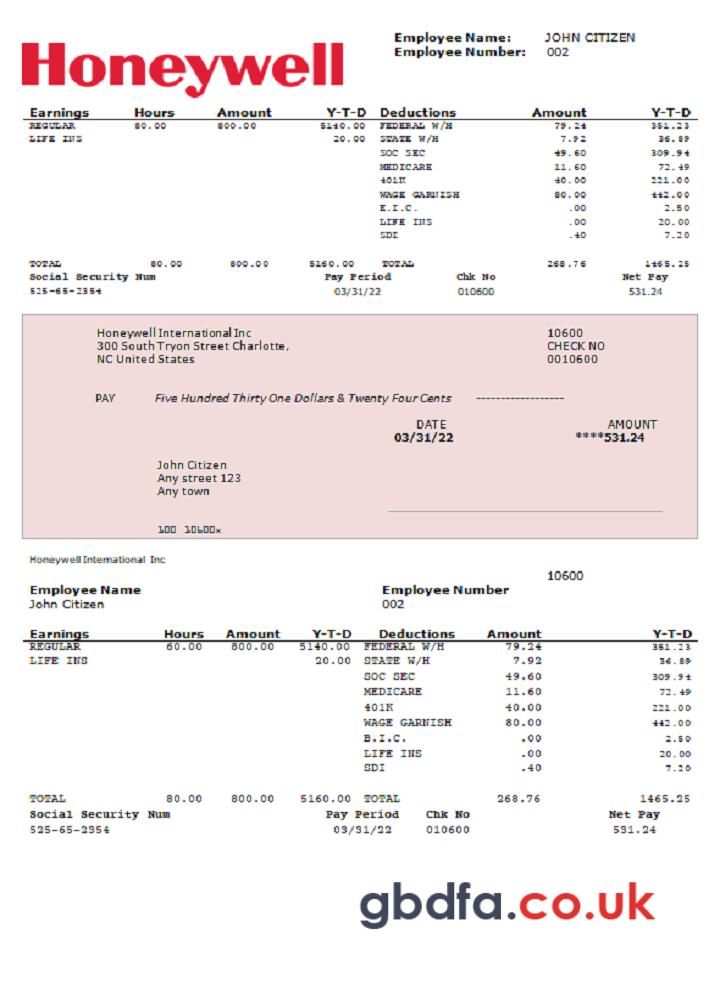 Honeywell
Employee Name: JOHN CITIZEN
Employee Number: 002
Earnings Hours Amount Y-T-D Deductions Amount Y-T-D
REGULAR 80.00 800.00 5140.00 FEDERAL W/H 79.24 351.23
LIFE INS 20.00 STATE W/H 7.92 36.89
SOC SEC 49.60 309.94
MEDICARE 11.60 72.49
401K 40.00 221.00
WAGE GARNISH 80.00 442.00
E.I.C. .00 2.50
LIFE INS .00 20.00
SDI .40 7.20
TOTAL 80.00 800.00 5160.00 TOTAL 268.76 1465.25
Social Security Num Pay Period Chk No Net Pay
525-65-2354 03/31/22 010600 531.24
Honeywell International Inc 10600
300 South Tryon Street Charlotte, CHECK NO
NC United States 0010600
PAY Five Hundred Thirty One Dollars & Twenty Four Cents ------------------
DATE AMOUNT
03/31/22 ****531.24
John Citizen
Any street 123
Any town
100 10600x
Honeywell International Inc
10600
Employee Name Employee Number
John Citizen 002
Earnings Hours Amount Y-T-D Deductions Amount Y-T-D
REGULAR 60.00 800.00 5140.00 FEDERAL W/H 79.24 351.23
LIFE INS 20.00 STATE W/H 7.92 36.89
SOC SEC 49.60 309.94
MEDICARE 11.60 72.49
401K 40.00 221.00
WAGE GARNISH 80.00 442.00
B.I.C. .00 2.50
LIFE INS .00 20.00
SDI .40 7.20
TOTAL 80.00 800.00 5160.00 TOTAL 268.76 1465.25
Social Security Num Pay Period Chk No Net Pay
525-65-2354 03/31/22 010600 531.24
gbdfa.co.uk